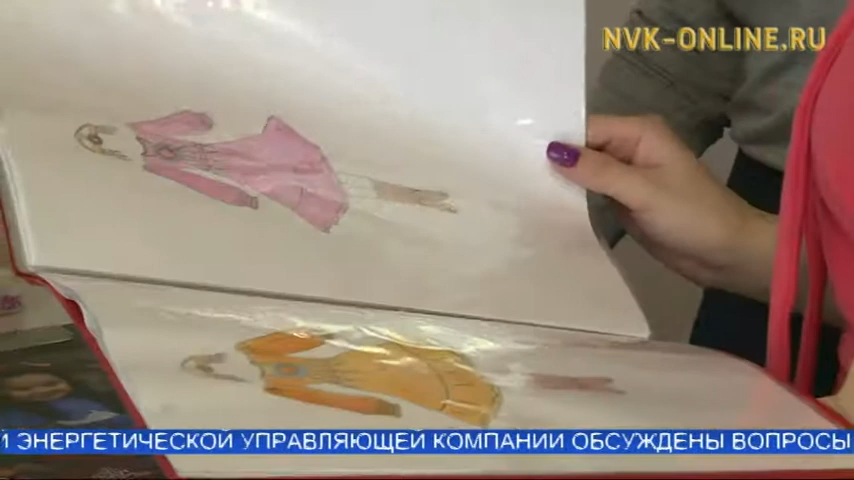 NVK-ONLINE.RU
Й ЭНЕРГЕТИЧЕСКОЙ УПРАВЛЯЮЩЕЙ КОМПАНИИ ОБСУЖДЕНЫ ВОПРОСЫ